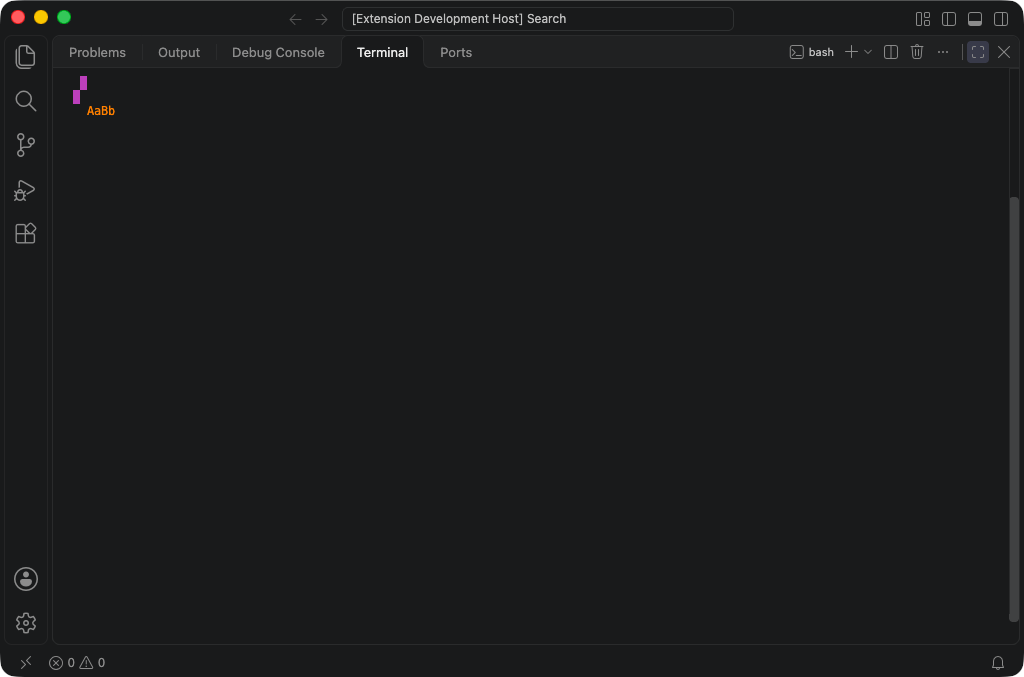 [Extension Development Host] Search
Problems Output Debug Console Terminal Ports bash
AaBb
0 0